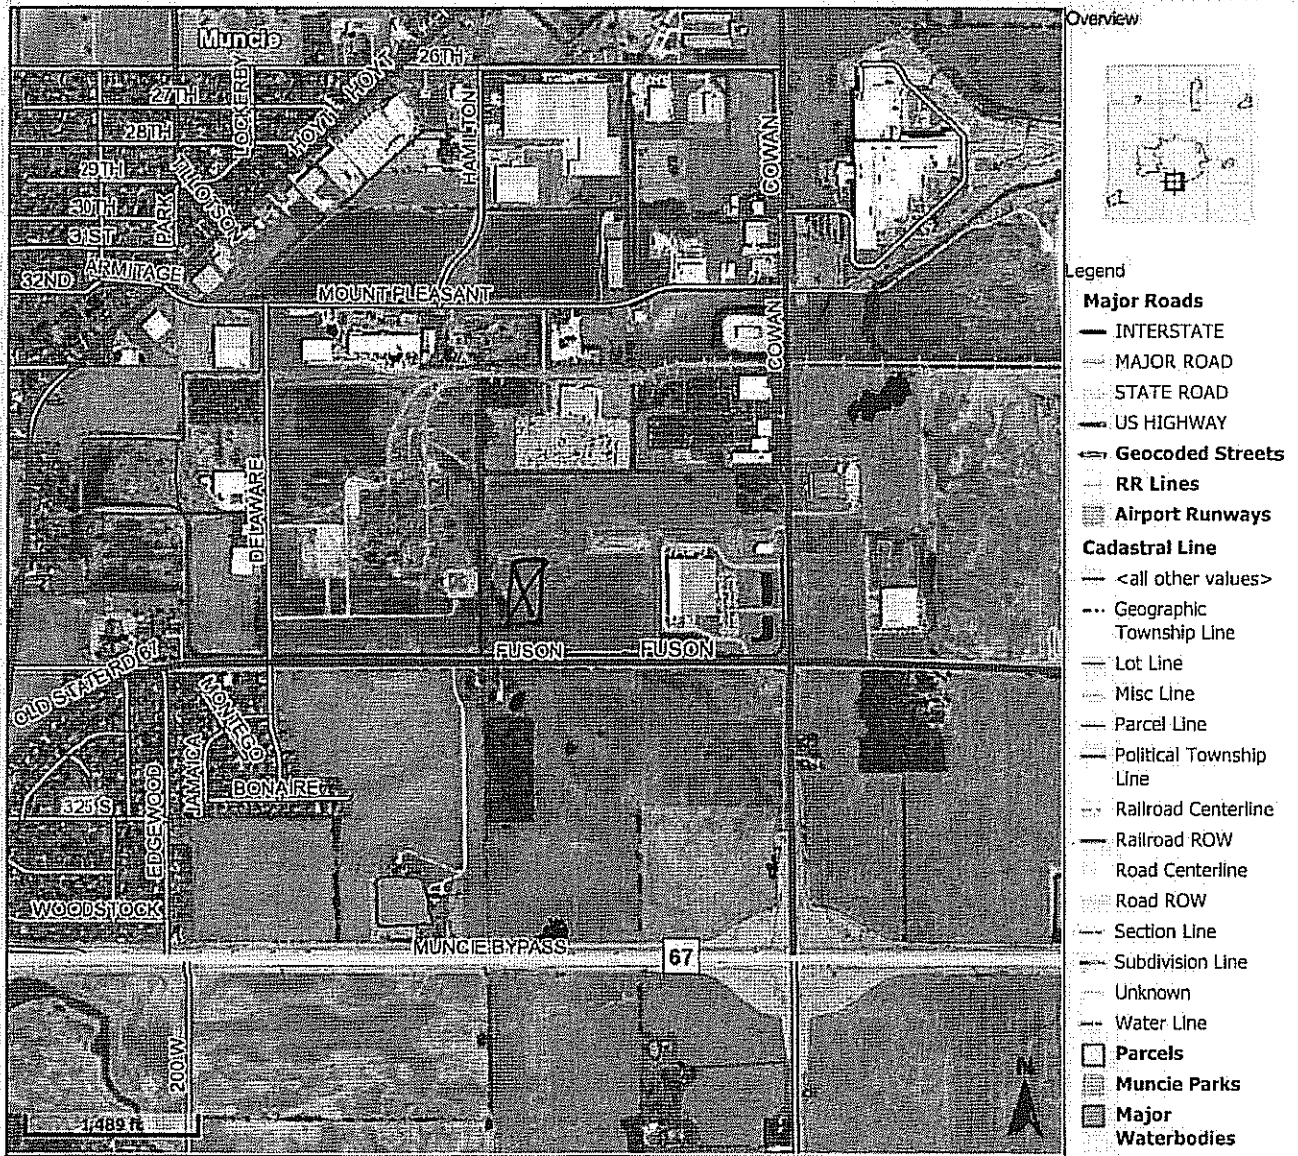 Muncie
26TH
HOYT
27TH
LOCKERBY
HOYT
28TH
HAMILTON
29TH
TILLOTSON
COWAN
30TH
PARK
31ST
ARMITAGE
32ND
MOUNT PLEASANT
COWAN
DELAWARE
FUSON
FUSON
OLD STATE RD 67
MONTEGO
JAMAICA
EDGEWOOD
BONAIRE
325 S
WOODSTOCK
MUNCIE BYPASS
67
200 W
1,489 ft
N
Overview
Legend
Major Roads
INTERSTATE
MAJOR ROAD
STATE ROAD
US HIGHWAY
Geocoded Streets
RR Lines
Airport Runways
Cadastral Line
<all other values>
Geographic
Township Line
Lot Line
Misc Line
Parcel Line
Political Township
Line
Railroad Centerline
Railroad ROW
Road Centerline
Road ROW
Section Line
Subdivision Line
Unknown
Water Line
Parcels
Muncie Parks
Major
Waterbodies